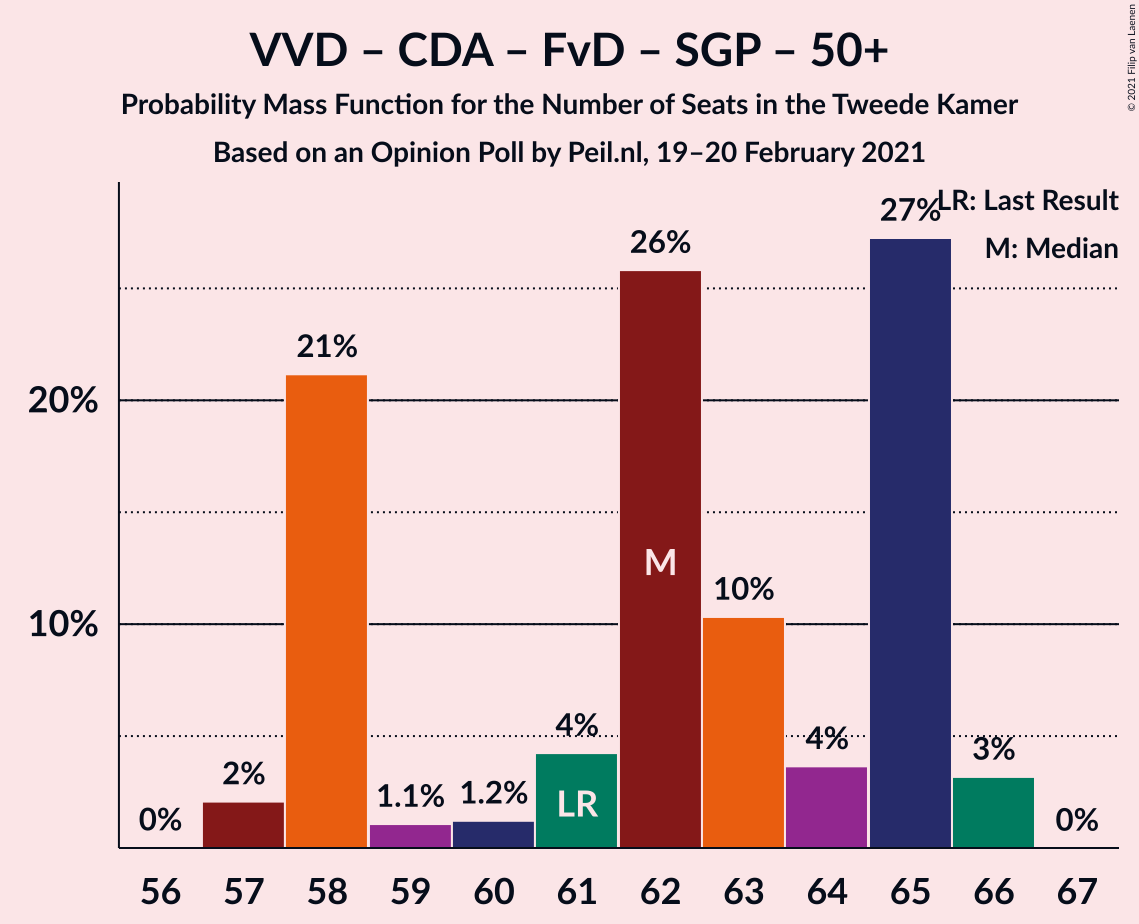 VVD – CDA – FvD – SGP – 50+
Probability Mass Function for the Number of Seats in the Tweede Kamer
Based on an Opinion Poll by Peil.nl, 19–20 February 2021
© 2021 Filip van Laenen
LR: Last Result
M: Median
20%
10%
0%
2%
21%
1.1%
1.2%
4%
26%
10%
4%
27%
3%
0%
LR
M
56 57 58 59 60 61 62 63 64 65 66 67